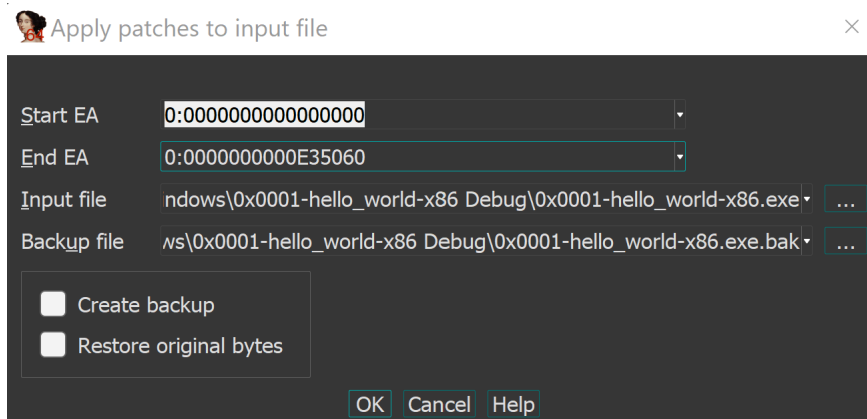 64 Apply patches to input file
Start EA 0:0000000000000000
End EA 0:0000000000E35060
Input file ndows\0x0001-hello_world-x86 Debug\0x0001-hello_world-x86.exe ...
Backup file ws\0x0001-hello_world-x86 Debug\0x0001-hello_world-x86.exe.bak ...
Create backup
Restore original bytes
OK Cancel Help